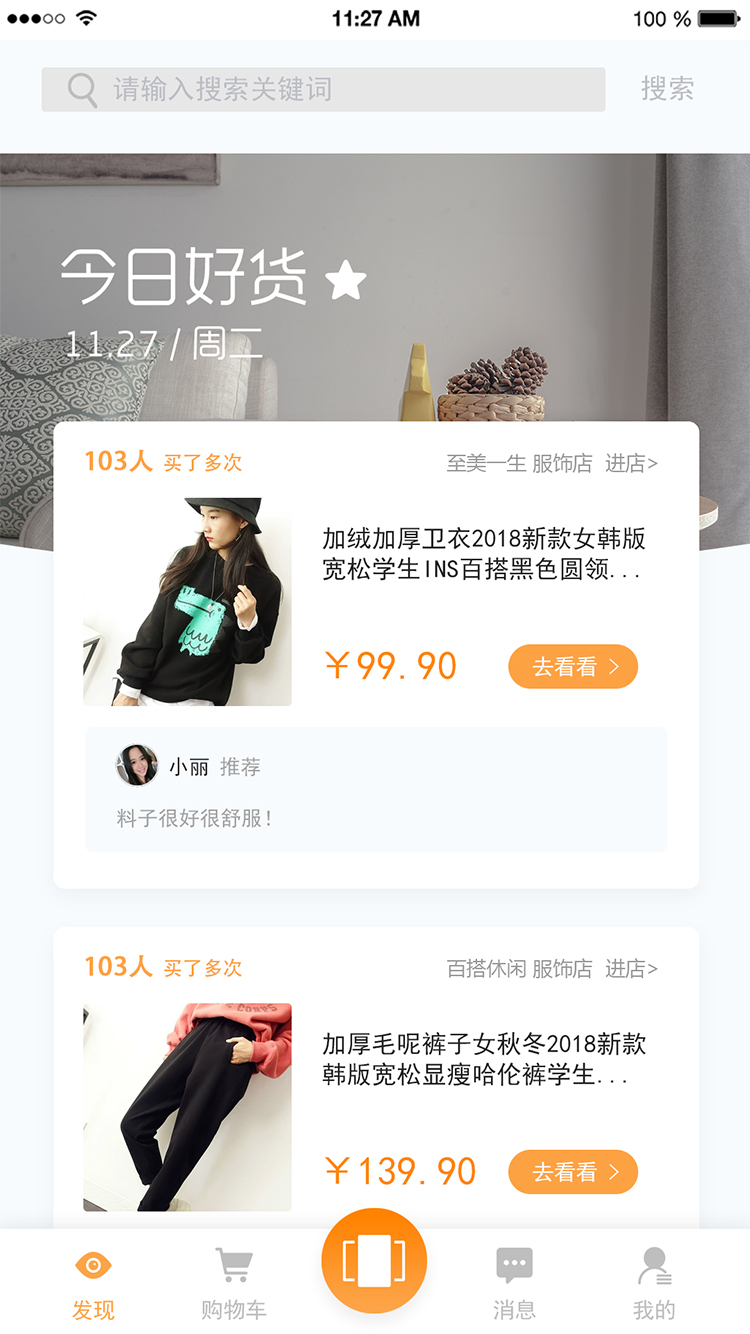 11:27 AM
100 %
请输入搜索关键词
搜索
今日好货
11.27 / 周二
103人 买了多次
至美一生 服饰店 进店>
加绒加厚卫衣2018新款女韩版
宽松学生INS百搭黑色圆领...
￥99.90
去看看 >
小丽 推荐
料子很好很舒服！
103人 买了多次
百搭休闲 服饰店 进店>
加厚毛呢裤子女秋冬2018新款
韩版宽松显瘦哈伦裤学生...
￥139.90
去看看 >
发现
购物车
消息
我的